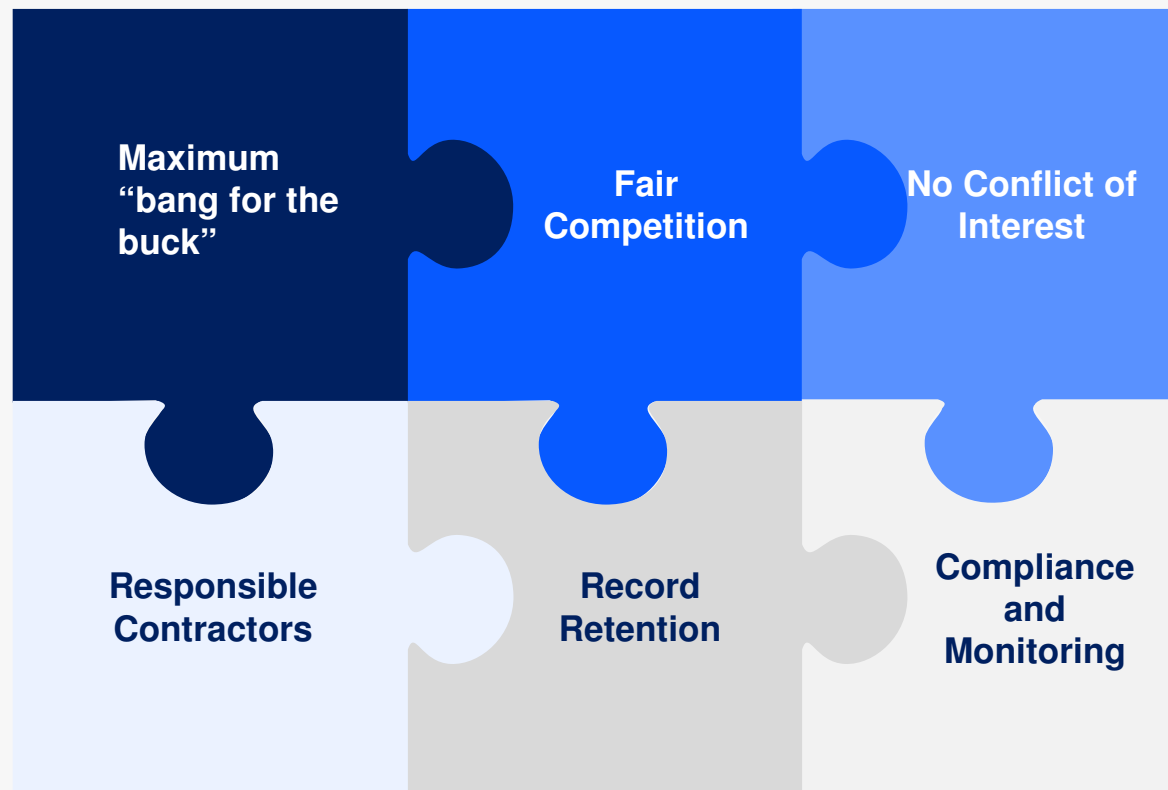 Maximum
“bang for the
buck”
Fair
Competition
No Conflict of
Interest
Responsible
Contractors
Record
Retention
Compliance
and
Monitoring